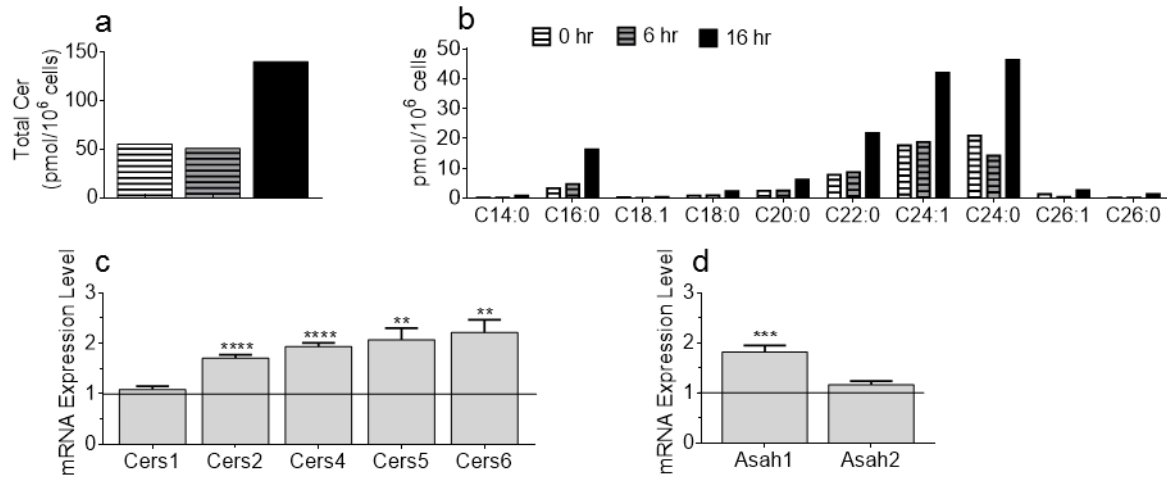 a
Total Cer
(pmol/10⁶ cells)
150
100
50
0
b
0 hr
6 hr
16 hr
pmol/10⁶ cells
50
40
30
20
10
0
C14:0 C16:0 C18.1 C18:0 C20:0 C22:0 C24:1 C24:0 C26:1 C26:0
c
mRNA Expression Level
3
2
1
0
**** **** ** **
Cers1 Cers2 Cers4 Cers5 Cers6
d
mRNA Expression Level
3
2
1
0
***
Asah1 Asah2